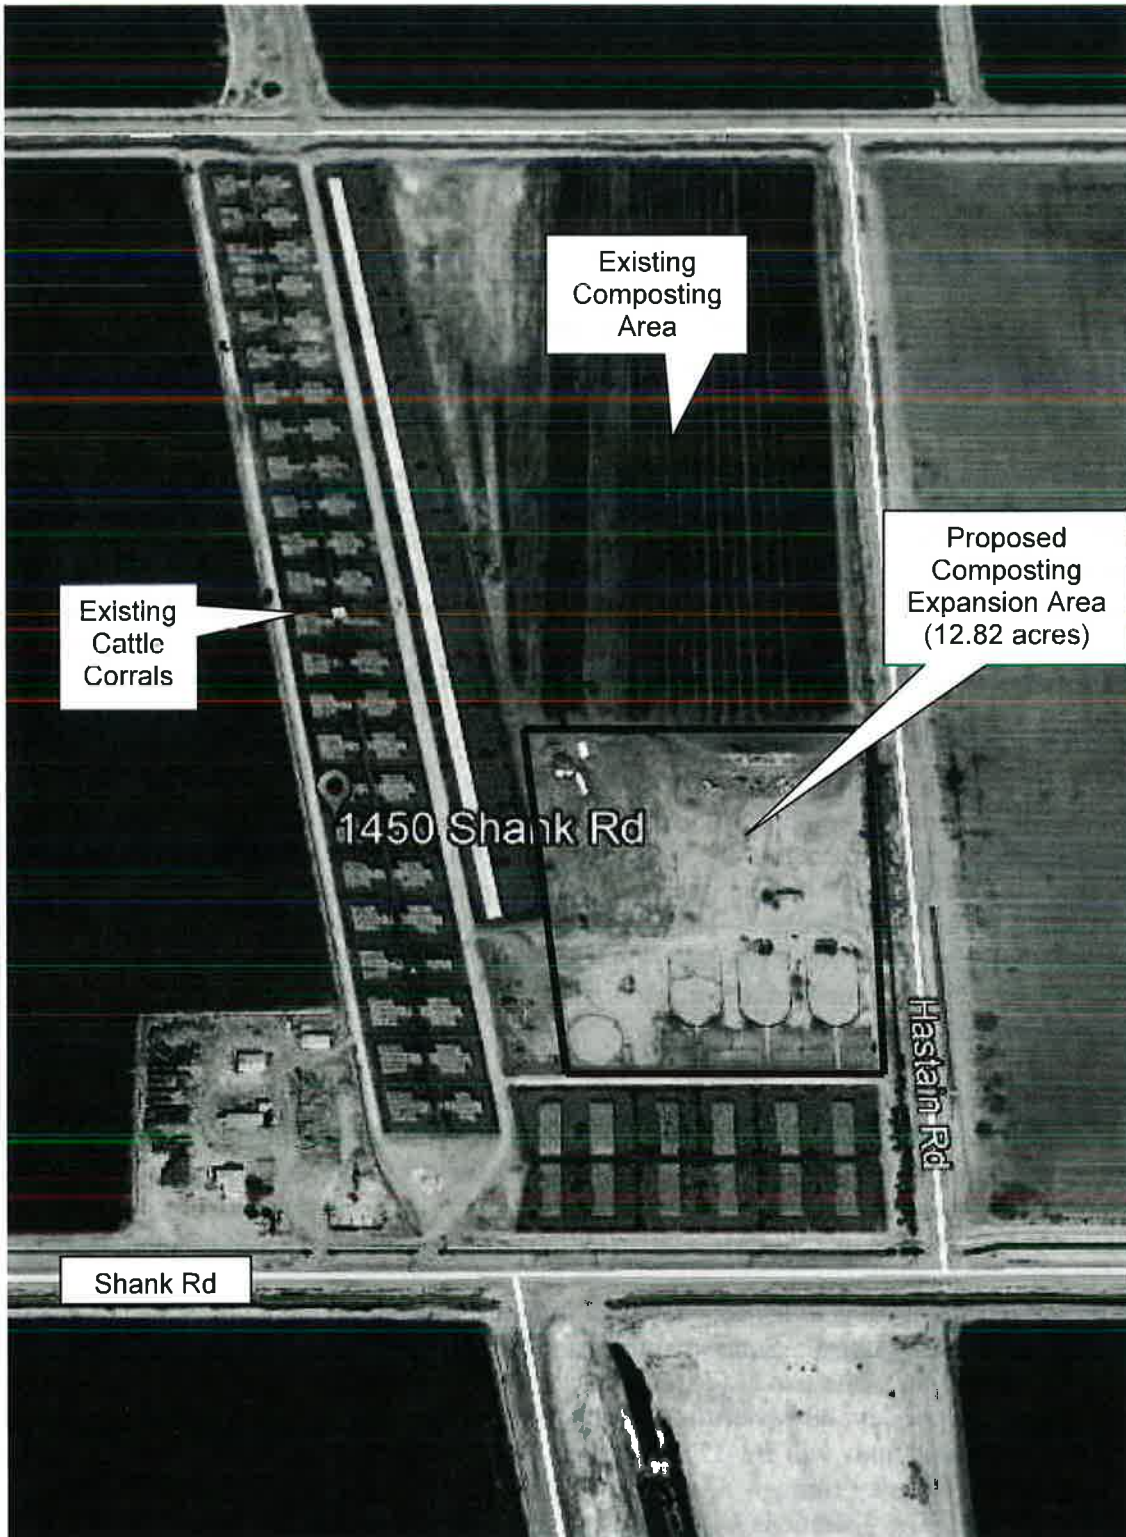 Existing
Composting
Area
Proposed
Composting
Expansion Area
(12.82 acres)
Existing
Cattle
Corrals
1450 Shank Rd
Hastain Rd
Shank Rd